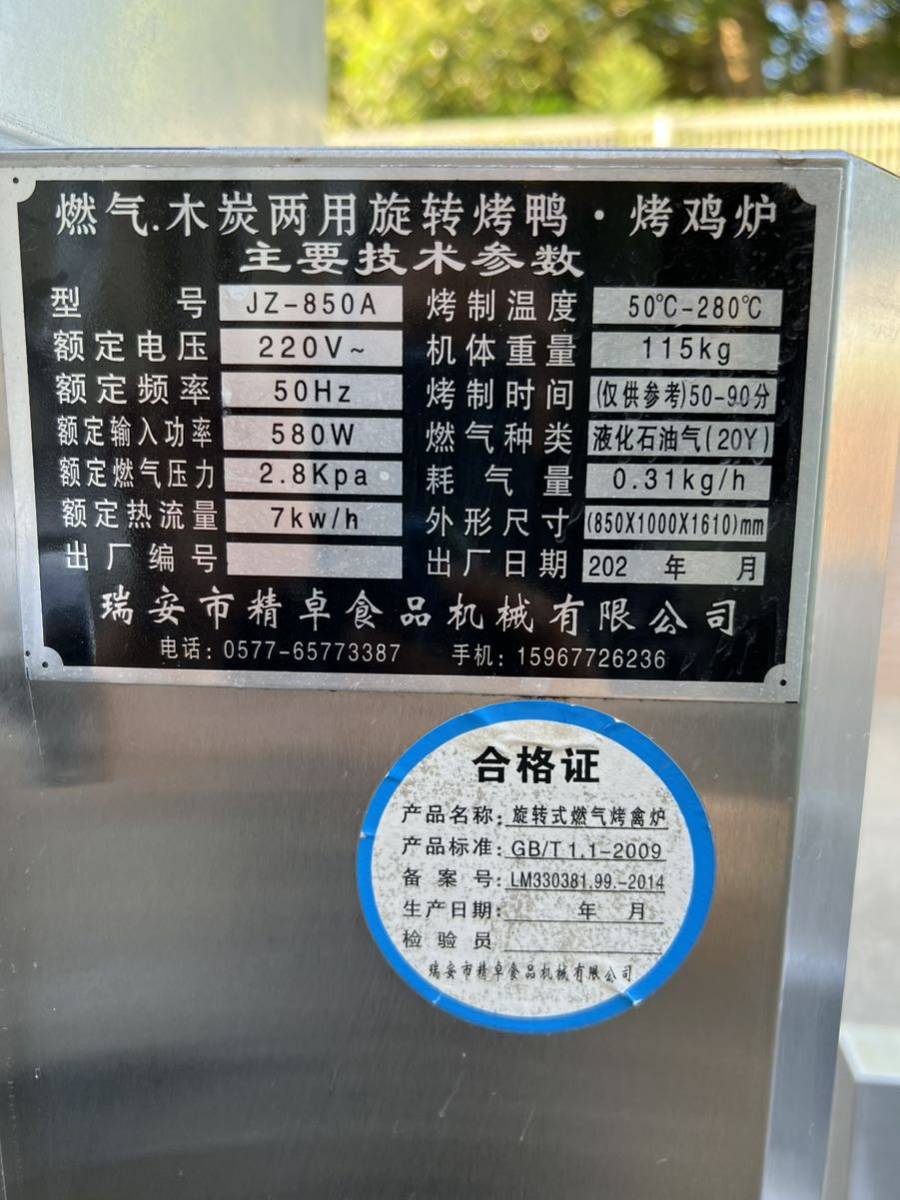 燃气.木炭两用旋转烤鸭·烤鸡炉
主要技术参数
型号 JZ-850A 烤制温度 50℃-280℃
额定电压 220V~ 机体重量 115kg
额定频率 50Hz 烤制时间 (仅供参考)50-90分
额定输入功率 580W 燃气种类 液化石油气(20Y)
额定燃气压力 2.8Kpa 耗气量 0.31kg/h
额定热流量 7kw/h 外形尺寸 (850X1000X1610)mm
出厂编号 出厂日期 202 年 月
瑞安市精卓食品机械有限公司
电话:0577-65773387 手机:15967726236
合格证
产品名称:旋转式燃气烤禽炉
产品标准:GB/T1.1-2009
备案号:LM330381.99.-2014
生产日期: 年 月
检验员
瑞安市精卓食品机械有限公司